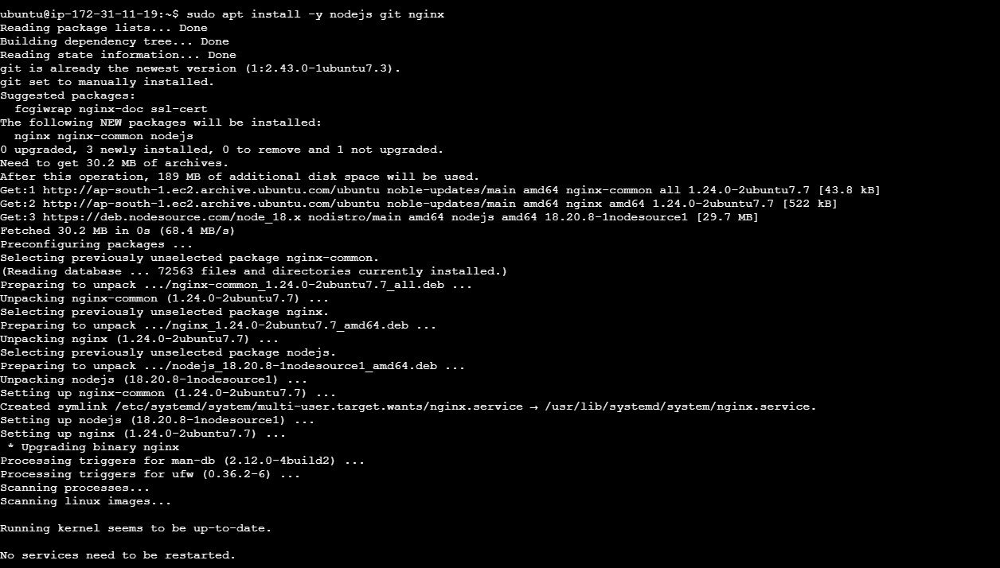 ubuntu@ip-172-31-11-19:~$ sudo apt install -y nodejs git nginx
Reading package lists... Done
Building dependency tree... Done
Reading state information... Done
git is already the newest version (1:2.43.0-1ubuntu7.3).
git set to manually installed.
Suggested packages:
  fcgiwrap nginx-doc ssl-cert
The following NEW packages will be installed:
  nginx nginx-common nodejs
0 upgraded, 3 newly installed, 0 to remove and 1 not upgraded.
Need to get 30.2 MB of archives.
After this operation, 189 MB of additional disk space will be used.
Get:1 http://ap-south-1.ec2.archive.ubuntu.com/ubuntu noble-updates/main amd64 nginx-common all 1.24.0-2ubuntu7.7 [43.8 kB]
Get:2 http://ap-south-1.ec2.archive.ubuntu.com/ubuntu noble-updates/main amd64 nginx amd64 1.24.0-2ubuntu7.7 [522 kB]
Get:3 https://deb.nodesource.com/node_18.x nodistro/main amd64 nodejs amd64 18.20.8-1nodesource1 [29.7 MB]
Fetched 30.2 MB in 0s (68.4 MB/s)
Preconfiguring packages ...
Selecting previously unselected package nginx-common.
(Reading database ... 72563 files and directories currently installed.)
Preparing to unpack .../nginx-common_1.24.0-2ubuntu7.7_all.deb ...
Unpacking nginx-common (1.24.0-2ubuntu7.7) ...
Selecting previously unselected package nginx.
Preparing to unpack .../nginx_1.24.0-2ubuntu7.7_amd64.deb ...
Unpacking nginx (1.24.0-2ubuntu7.7) ...
Selecting previously unselected package nodejs.
Preparing to unpack .../nodejs_18.20.8-1nodesource1_amd64.deb ...
Unpacking nodejs (18.20.8-1nodesource1) ...
Setting up nginx-common (1.24.0-2ubuntu7.7) ...
Created symlink /etc/systemd/system/multi-user.target.wants/nginx.service → /usr/lib/systemd/system/nginx.service.
Setting up nodejs (18.20.8-1nodesource1) ...
Setting up nginx (1.24.0-2ubuntu7.7) ...
 * Upgrading binary nginx
Processing triggers for man-db (2.12.0-4build2) ...
Processing triggers for ufw (0.36.2-6) ...
Scanning processes...
Scanning linux images...

Running kernel seems to be up-to-date.

No services need to be restarted.